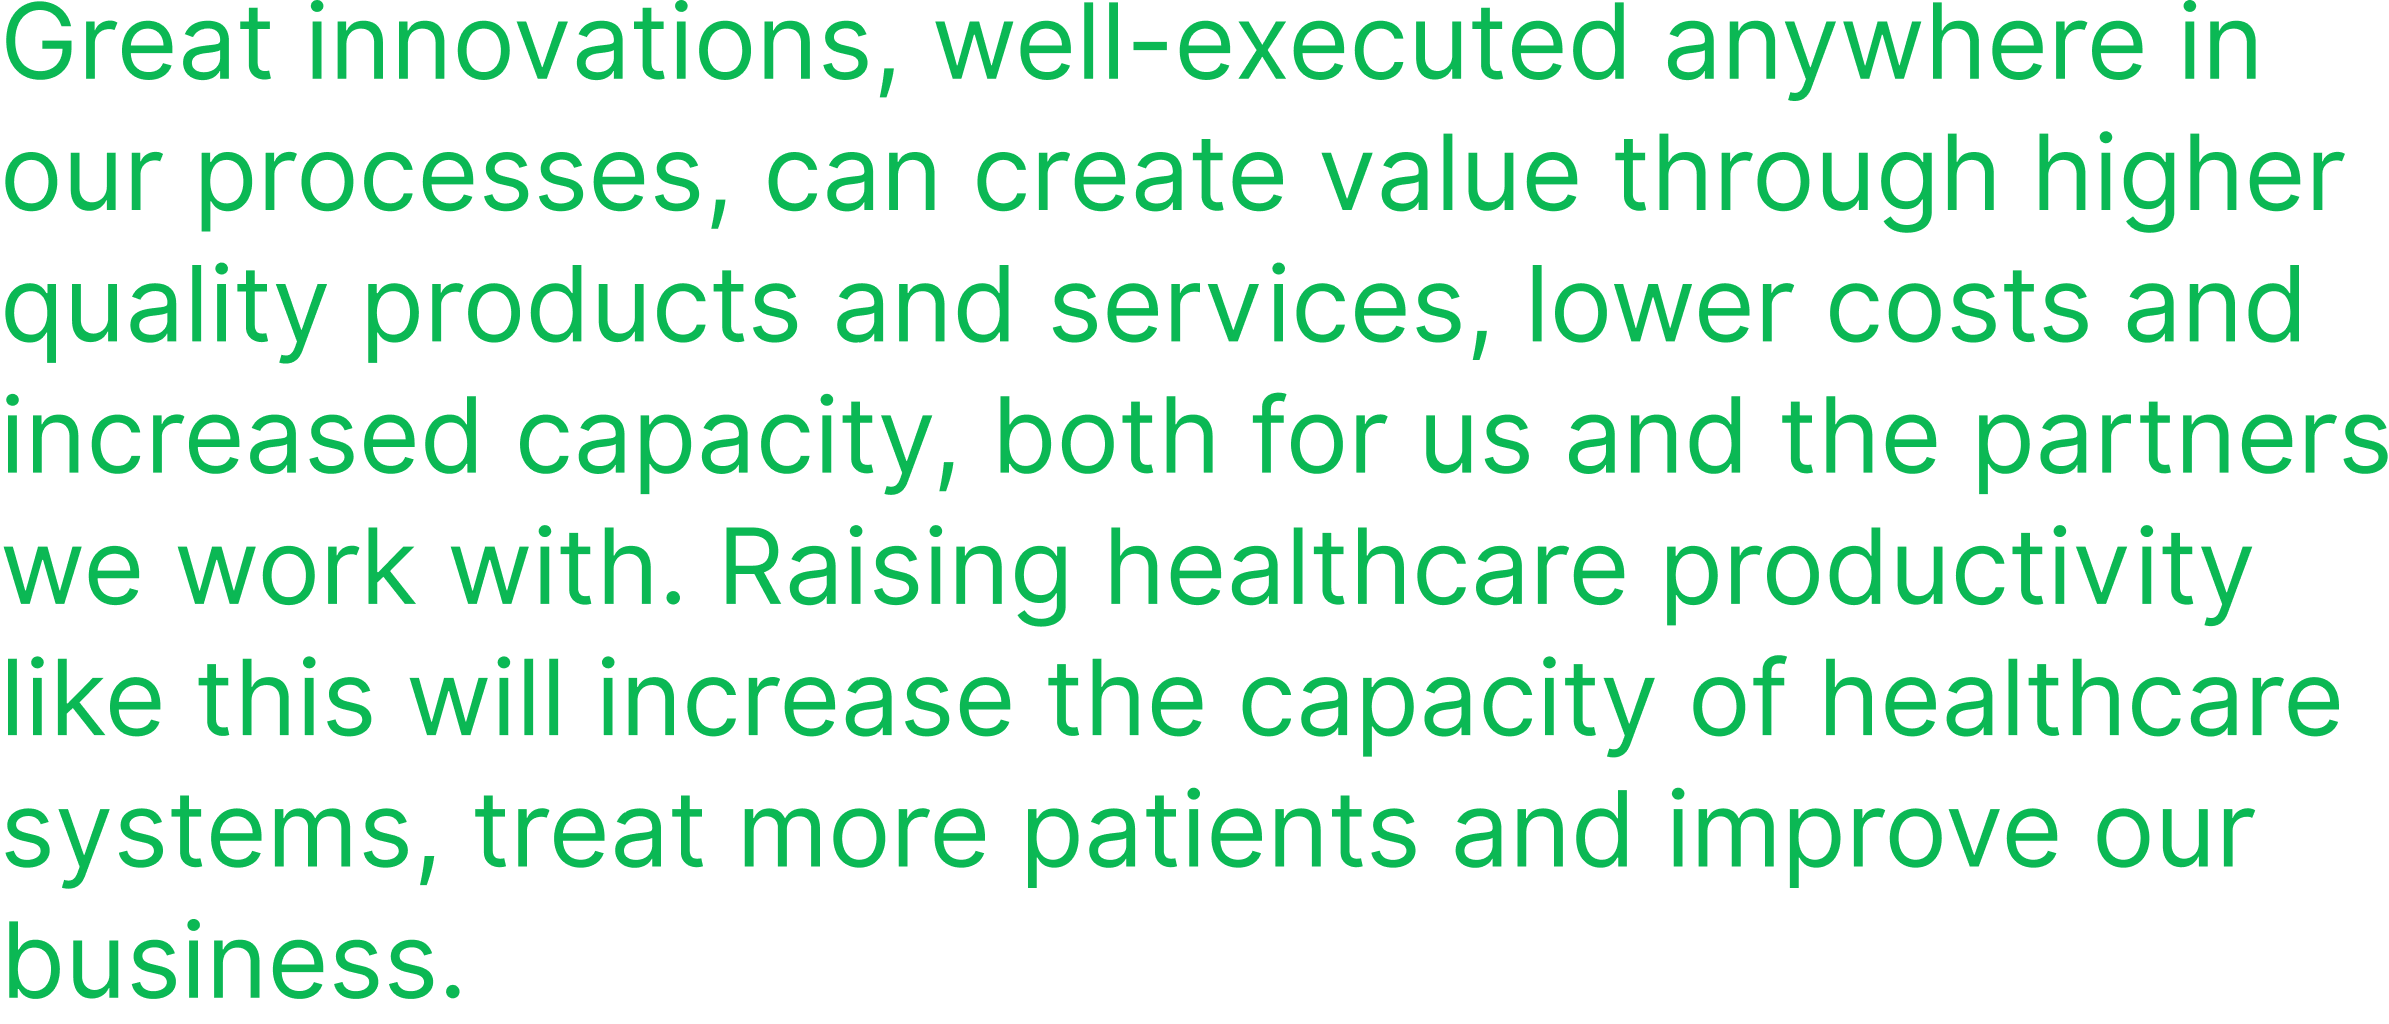 Great innovations, well-executed anywhere in
our processes, can create value through higher
quality products and services, lower costs and
increased capacity, both for us and the partners
we work with. Raising healthcare productivity
like this will increase the capacity of healthcare
systems, treat more patients and improve our
business.